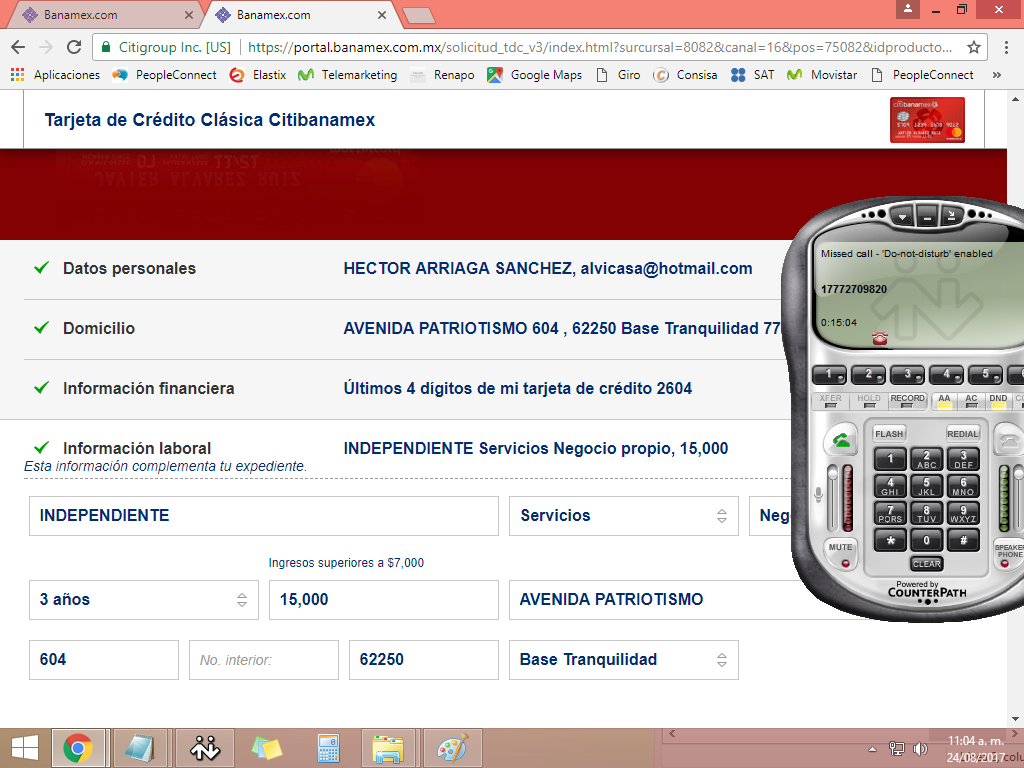 Banamex.com
Banamex.com
Citigroup Inc. [US]
https://portal.banamex.com.mx/solicitud_tdc_v3/index.html?surcursal=8082&canal=16&pos=75082&idproducto...
Aplicaciones PeopleConnect Elastix Telemarketing Renapo Google Maps Giro Consisa SAT Movistar PeopleConnect »
Tarjeta de Crédito Clásica Citibanamex
citibanamex
JAVIER ALVAREZ RUIZ
Datos personales HECTOR ARRIAGA SANCHEZ, alvicasa@hotmail.com
Domicilio AVENIDA PATRIOTISMO 604 , 62250 Base Tranquilidad 77
Información financiera Últimos 4 dígitos de mi tarjeta de crédito 2604
Información laboral INDEPENDIENTE Servicios Negocio propio, 15,000
Esta información complementa tu expediente.
INDEPENDIENTE Servicios Neg
Ingresos superiores a $7,000
3 años 15,000 AVENIDA PATRIOTISMO
604 No. interior: 62250 Base Tranquilidad
Missed call - 'Do-not-disturb' enabled
17772709820
0:15:04
1 2 3 4 5 6
XFER HOLD RECORD AA AC DND CO
FLASH REDIAL
1 2 ABC 3 DEF
4 GHI 5 JKL 6 MNO
7 PQRS 8 TUV 9 WXYZ
* 0 #
MUTE CLEAR SPEAKER PHONE
Powered by
COUNTERPATH
11:04 a. m.
24/08/2017